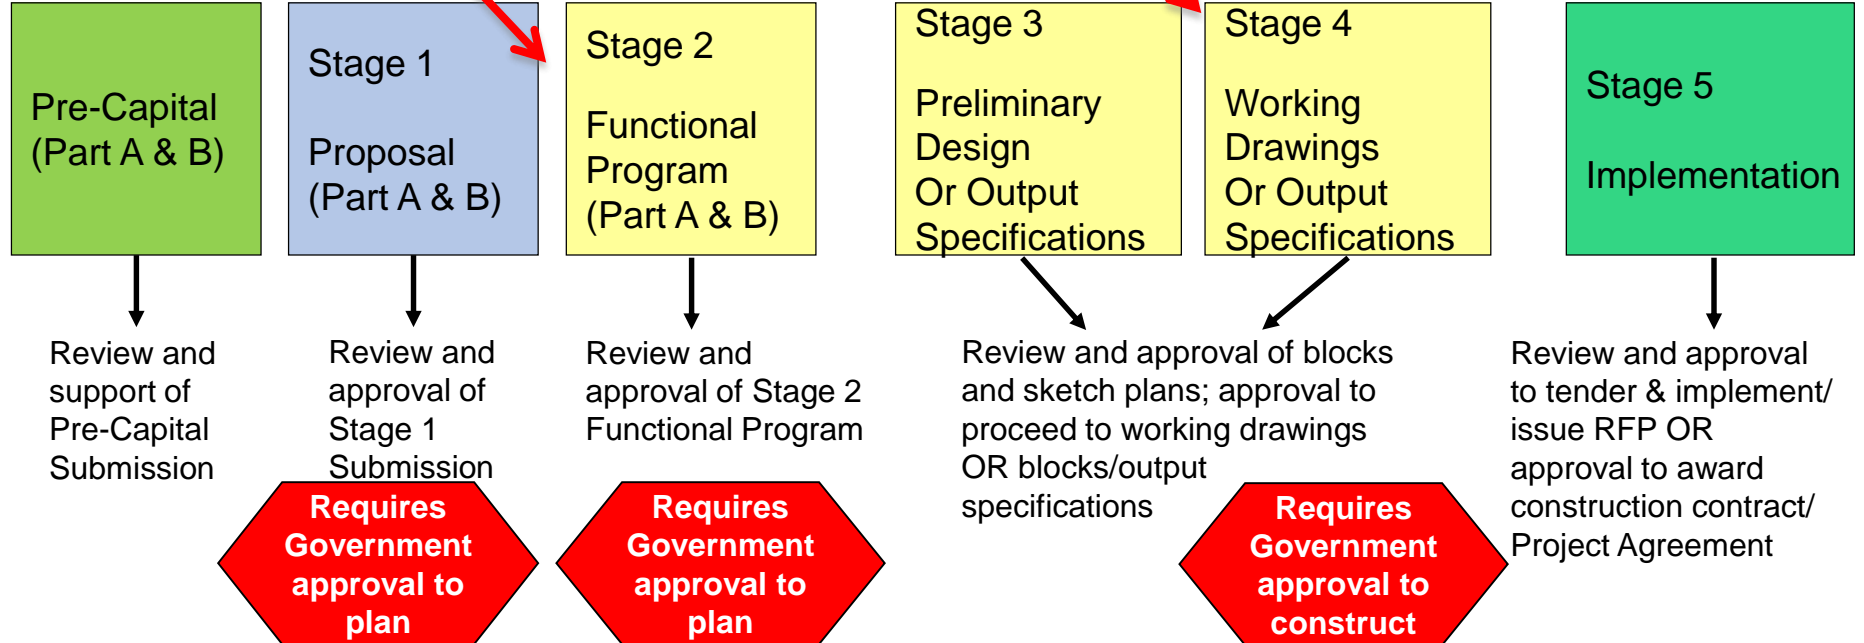 Pre-Capital
(Part A & B)
Stage 1
Proposal
(Part A & B)
Stage 2
Functional
Program
(Part A & B)
Stage 3
Preliminary
Design
Or Output
Specifications
Stage 4
Working
Drawings
Or Output
Specifications
Stage 5
Implementation
Review and
support of
Pre-Capital
Submission
Review and
approval of
Stage 1
Submission
Review and
approval of Stage 2
Functional Program
Review and approval of blocks
and sketch plans; approval to
proceed to working drawings
OR blocks/output
specifications
Review and approval
to tender & implement/
issue RFP OR
approval to award
construction contract/
Project Agreement
Requires
Government
approval to
plan
Requires
Government
approval to
plan
Requires
Government
approval to
construct